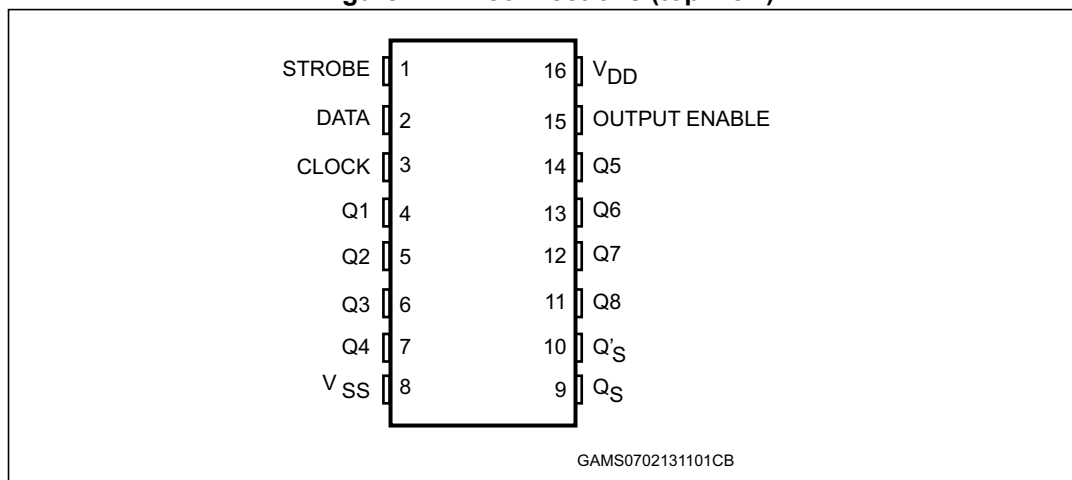 STROBE 1 16 VDD
DATA 2 15 OUTPUT ENABLE
CLOCK 3 14 Q5
Q1 4 13 Q6
Q2 5 12 Q7
Q3 6 11 Q8
Q4 7 10 Q'S
VSS 8 9 QS
GAMS0702131101CB